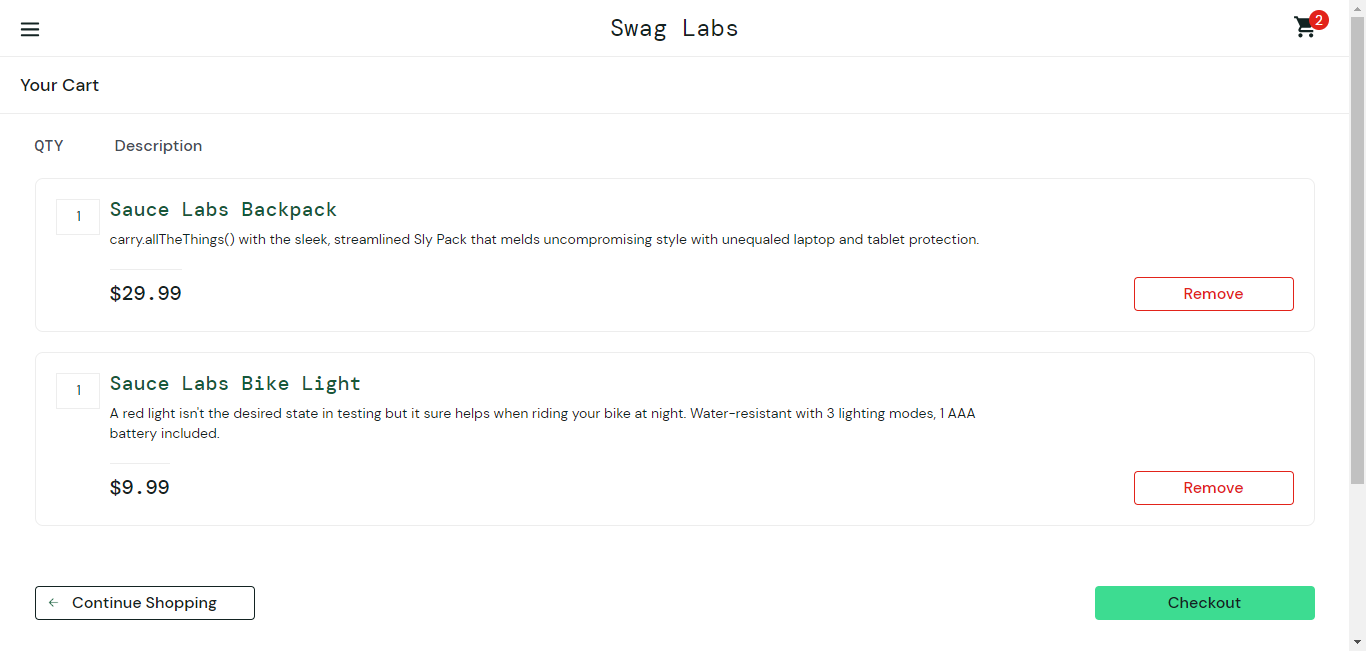 Swag Labs
2
Your Cart
QTY Description
1
Sauce Labs Backpack
carry.allTheThings() with the sleek, streamlined Sly Pack that melds uncompromising style with unequaled laptop and tablet protection.
$29.99
Remove
1
Sauce Labs Bike Light
A red light isn't the desired state in testing but it sure helps when riding your bike at night. Water-resistant with 3 lighting modes, 1 AAA
battery included.
$9.99
Remove
Continue Shopping
Checkout